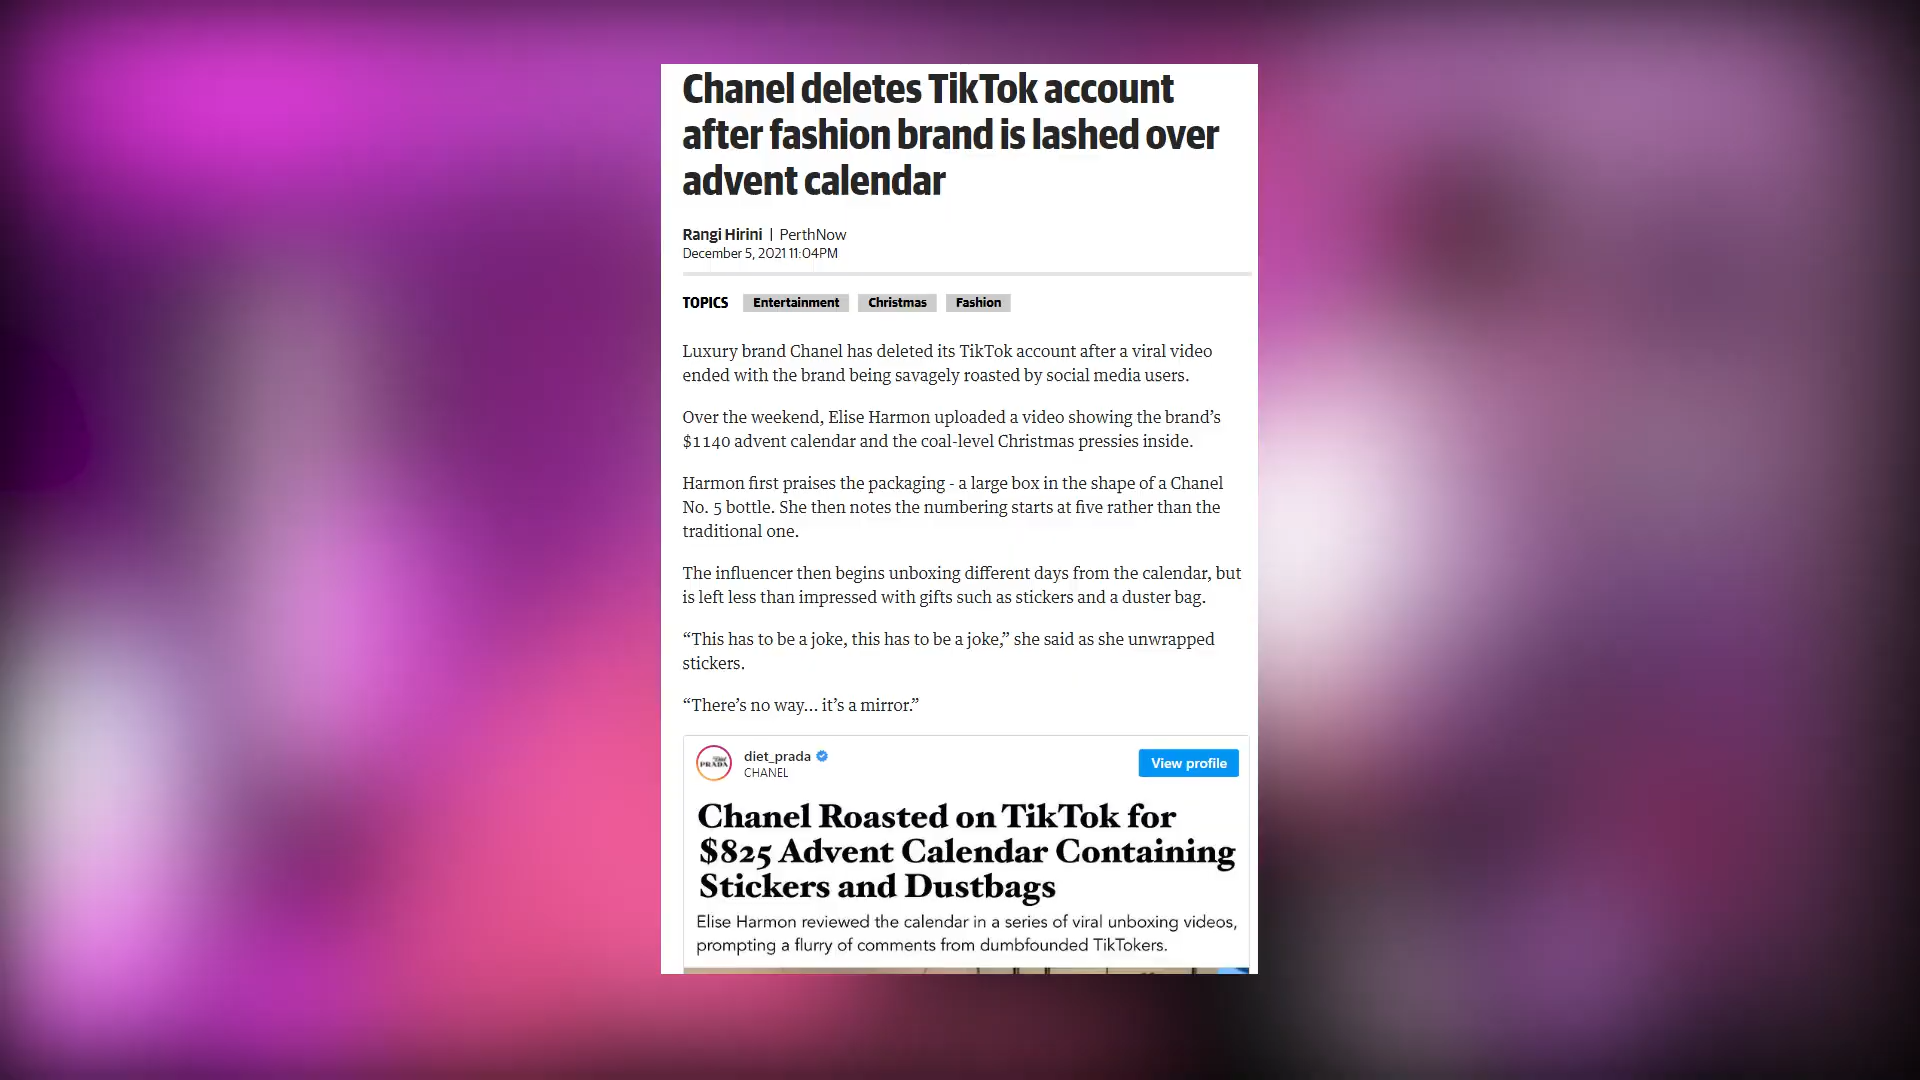 Chanel deletes TikTok account
after fashion brand is lashed over
advent calendar
Rangi Hirini | PerthNow
December 5, 2021 11:04PM
TOPICS Entertainment Christmas Fashion
Luxury brand Chanel has deleted its TikTok account after a viral video
ended with the brand being savagely roasted by social media users.
Over the weekend, Elise Harmon uploaded a video showing the brand’s
$1140 advent calendar and the coal-level Christmas pressies inside.
Harmon first praises the packaging - a large box in the shape of a Chanel
No. 5 bottle. She then notes the numbering starts at five rather than the
traditional one.
The influencer then begins unboxing different days from the calendar, but
is left less than impressed with gifts such as stickers and a duster bag.
“This has to be a joke, this has to be a joke,” she said as she unwrapped
stickers.
“There’s no way... it’s a mirror.”
diet_prada
View profile
CHANEL
Chanel Roasted on TikTok for
$825 Advent Calendar Containing
Stickers and Dustbags
Elise Harmon reviewed the calendar in a series of viral unboxing videos,
prompting a flurry of comments from dumbfounded TikTokers.